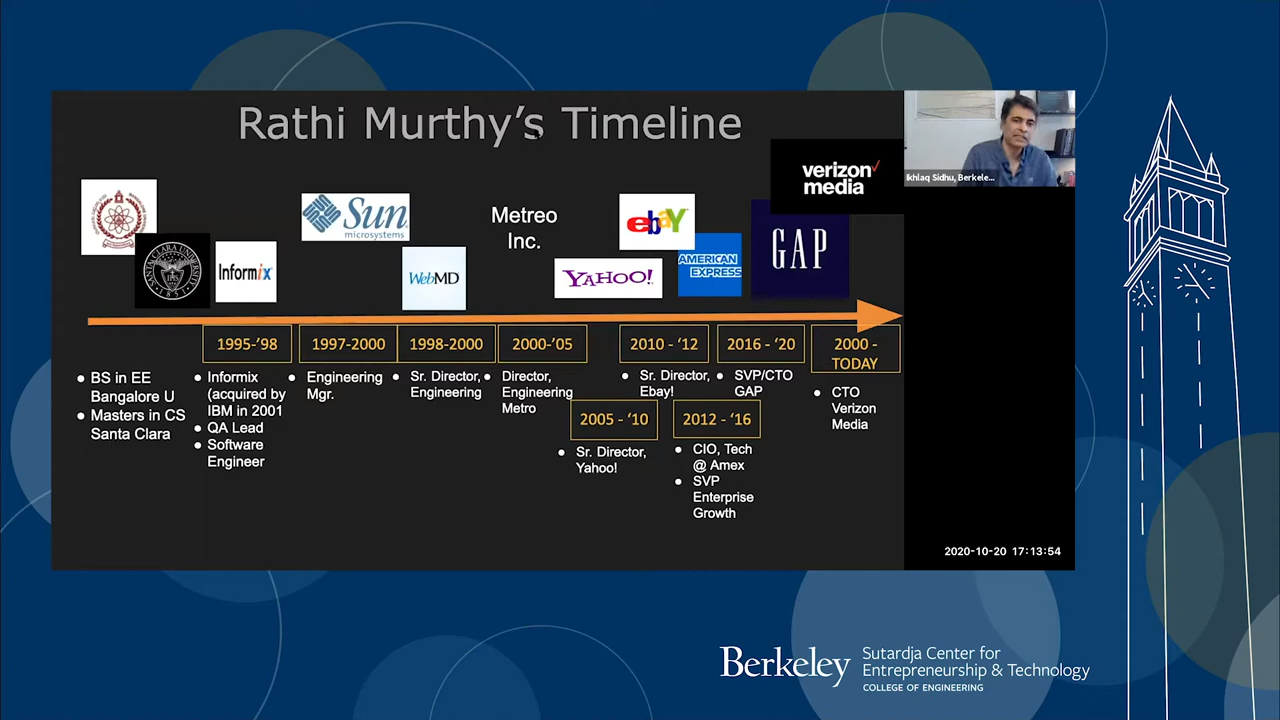 Rathi Murthy's Timeline
verizon✓
media
Ikhlaq Sidhu, Berkele...
SANTA CLARA UNIVERSITY
1851
Informix
Sun
microsystems
WebMD
Metreo
Inc.
YAHOO!
ebaY
AMERICAN
EXPRESS
GAP
1995-'98
1997-2000
1998-2000
2000-'05
2010 - '12
2016 - '20
2000 -
TODAY
● BS in EE
Bangalore U
● Masters in CS
Santa Clara
● Informix
(acquired by
IBM in 2001
● QA Lead
● Software
Engineer
● Engineering
Mgr.
● Sr. Director,
Engineering
● Director,
Engineering
Metro
● Sr. Director,
Ebay!
● SVP/CTO
GAP
● CTO
Verizon
Media
2005 - '10
2012 - '16
● Sr. Director,
Yahoo!
● CIO, Tech
@ Amex
● SVP
Enterprise
Growth
2020-10-20 17:13:54
Berkeley
Sutardja Center for
Entrepreneurship & Technology
COLLEGE OF ENGINEERING